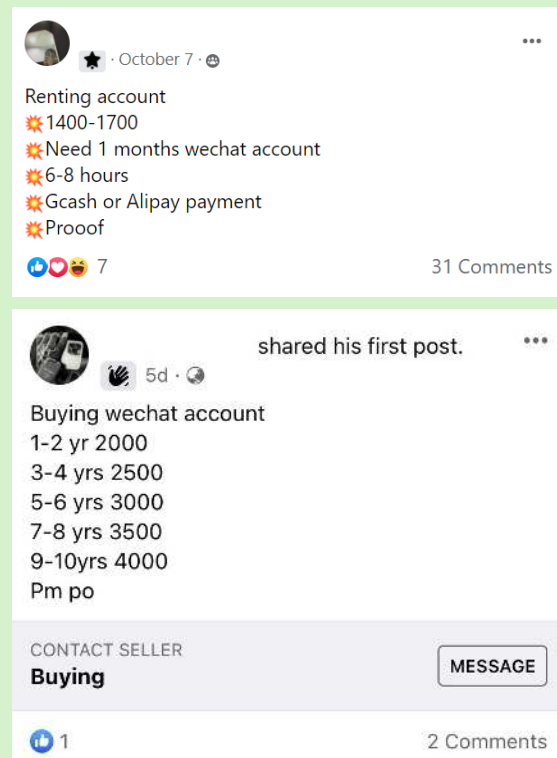 · October 7 ·
Renting account
💥1400-1700
💥Need 1 months wechat account
💥6-8 hours
💥Gcash or Alipay payment
💥Prooof
7
31 Comments
shared his first post.
5d ·
Buying wechat account
1-2 yr 2000
3-4 yrs 2500
5-6 yrs 3000
7-8 yrs 3500
9-10yrs 4000
Pm po
CONTACT SELLER
Buying
MESSAGE
1
2 Comments